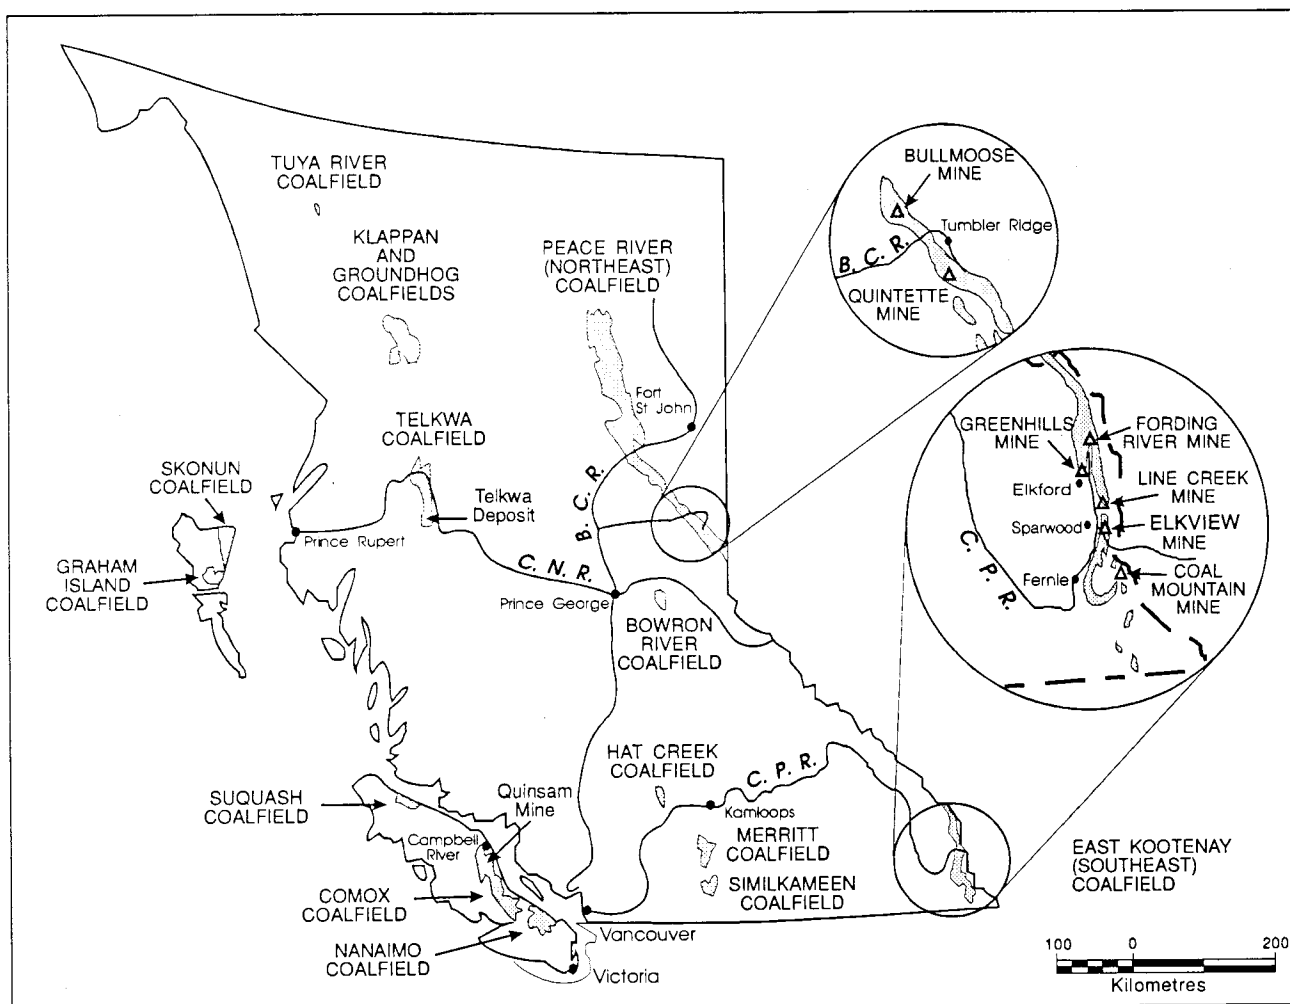 TUYA RIVER
COALFIELD
KLAPPAN
AND
GROUNDHOG
COALFIELDS
PEACE RIVER
(NORTHEAST)
COALFIELD
Fort
St John
TELKWA
COALFIELD
Telkwa
Deposit
SKONUN
COALFIELD
GRAHAM
ISLAND
COALFIELD
Prince Rupert
C. N. R.
B. C. R.
Prince George
BOWRON
RIVER
COALFIELD
HAT CREEK
COALFIELD
C. P. R.
Kamloops
MERRITT
COALFIELD
SIMILKAMEEN
COALFIELD
SUQUASH
COALFIELD
Quinsam
Mine
Campbell
River
COMOX
COALFIELD
NANAIMO
COALFIELD
Vancouver
Victoria
BULLMOOSE
MINE
Tumbler Ridge
B. C. R.
QUINTETTE
MINE
GREENHILLS
MINE
FORDING
RIVER MINE
Elkford
LINE CREEK
MINE
Sparwood
ELKVIEW
MINE
Fernie
COAL
MOUNTAIN
MINE
C. P. R.
EAST KOOTENAY
(SOUTHEAST)
COALFIELD
100 0 200
Kilometres